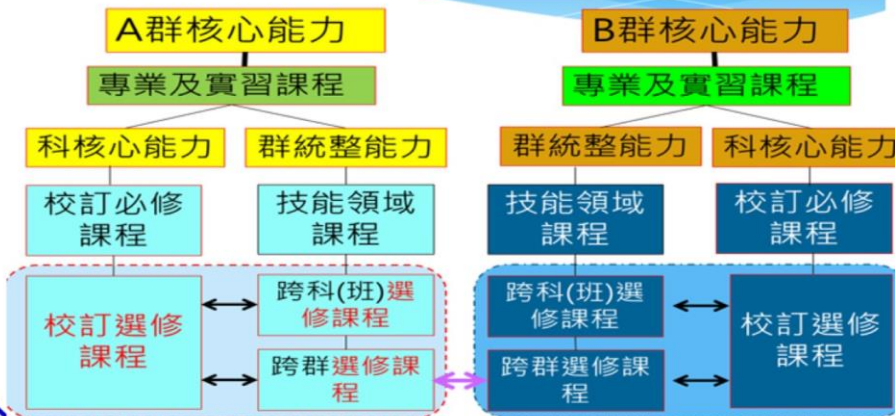 A群核心能力
B群核心能力
專業及實習課程
專業及實習課程
科核心能力
群統整能力
群統整能力
科核心能力
校訂必修
課程
技能領域
課程
技能領域
課程
校訂必修
課程
校訂選修
課程
跨科(班)選
修課程
跨群選修課
程
跨科(班)選
修課程
跨群選修課
程
校訂選修
課程